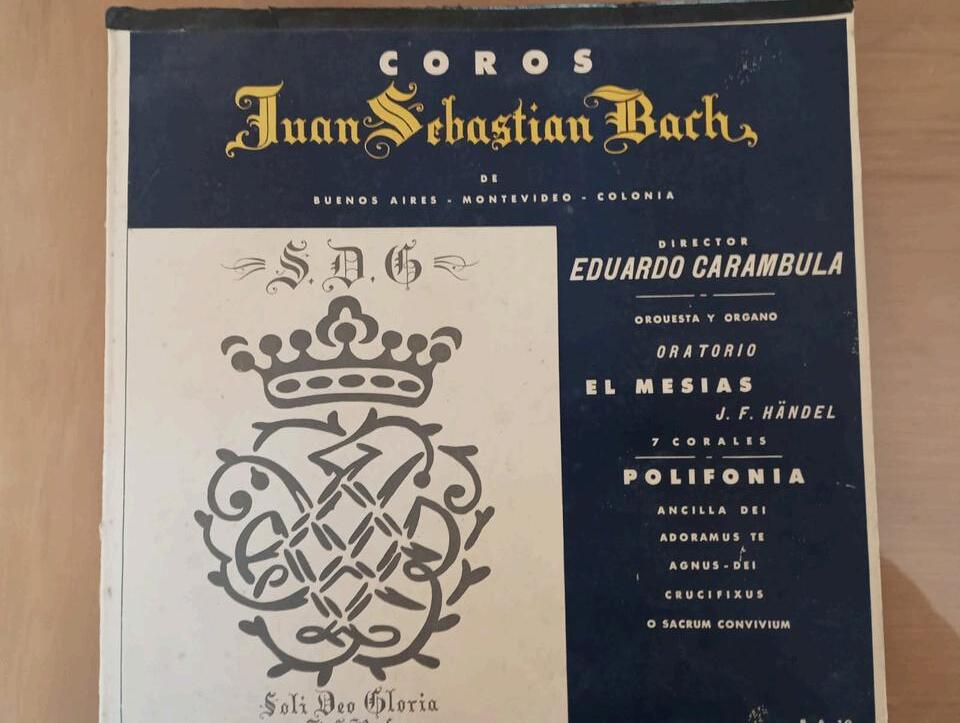 COROS
Juan Sebastian Bach
DE
BUENOS AIRES - MONTEVIDEO - COLONIA
S. D. G
DIRECTOR
EDUARDO CARAMBULA
ORQUESTA Y ORGANO
ORATORIO
EL MESIAS
J. F. HÄNDEL
7 CORALES
POLIFONIA
ANCILLA DEI
ADORAMUS TE
AGNUS-DEI
CRUCIFIXUS
O SACRUM CONVIVIUM
Soli Deo Gloria